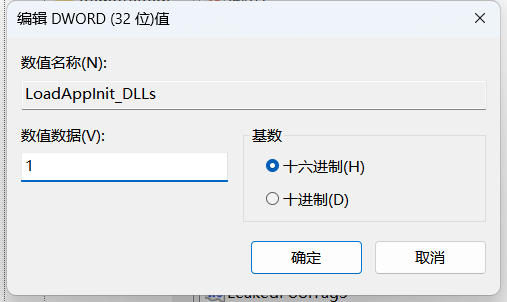 编辑 DWORD (32 位)值
数值名称(N):
LoadAppInit_DLLs
数值数据(V):
基数
1
十六进制(H)
十进制(D)
确定
取消